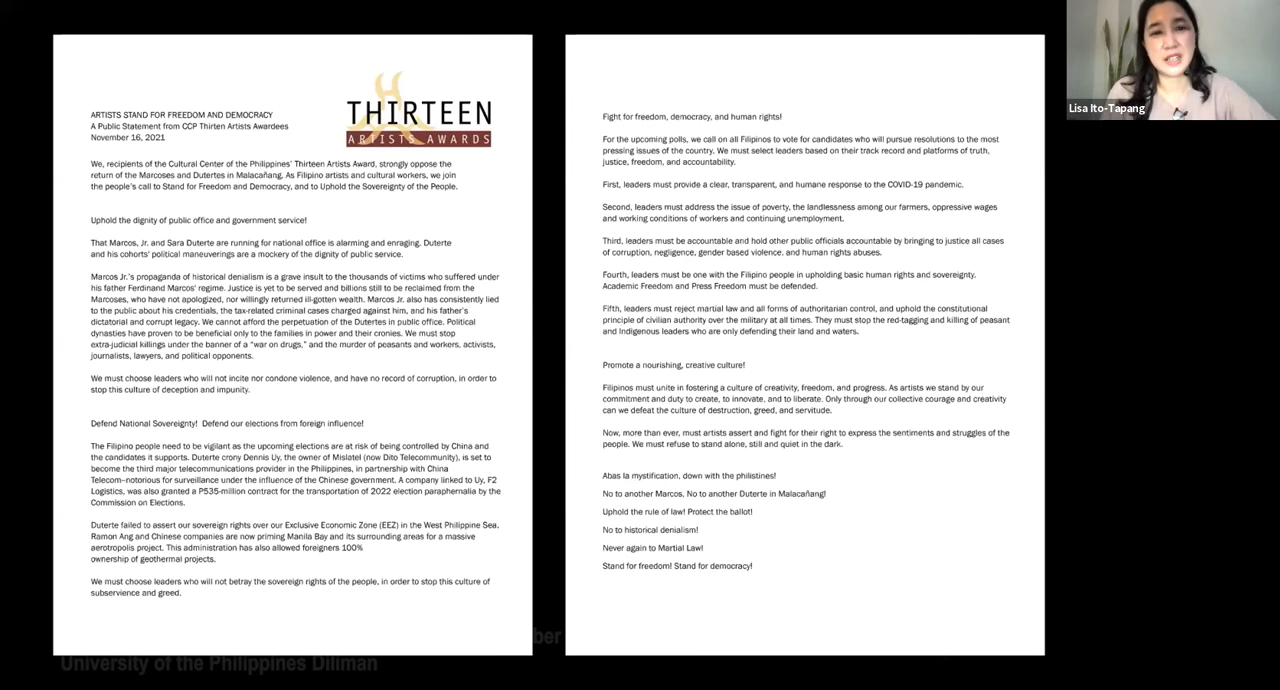 ARTISTS STAND FOR FREEDOM AND DEMOCRACY
A Public Statement from CCP Thirten Artists Awardees
November 16, 2021
THIRTEEN
ARTISTS AWARDS
We, recipients of the Cultural Center of the Philippines' Thirteen Artists Award, strongly oppose the
return of the Marcoses and Dutertes in Malacañang. As Filipino artists and cultural workers, we join
the people's call to Stand for Freedom and Democracy, and to Uphold the Sovereignty of the People.
Uphold the dignity of public office and government service!
That Marcos, Jr. and Sara Duterte are running for national office is alarming and enraging. Duterte
and his cohorts' political maneuverings are a mockery of the dignity of public service.
Marcos Jr.'s propaganda of historical denialism is a grave insult to the thousands of victims who suffered under
his father Ferdinand Marcos' regime. Justice is yet to be served and billions still to be reclaimed from the
Marcoses, who have not apologized, nor willingly returned ill-gotten wealth. Marcos Jr. also has consistently lied
to the public about his credentials, the tax-related criminal cases charged against him, and his father's
dictatorial and corrupt legacy. We cannot afford the perpetuation of the Dutertes in public office. Political
dynasties have proven to be beneficial only to the families in power and their cronies. We must stop
extra-judicial killings under the banner of a "war on drugs," and the murder of peasants and workers, activists,
journalists, lawyers, and political opponents.
We must choose leaders who will not incite nor condone violence, and have no record of corruption, in order to
stop this culture of deception and impunity.
Defend National Sovereignty! Defend our elections from foreign influence!
The Filipino people need to be vigilant as the upcoming elections are at risk of being controlled by China and
the candidates it supports. Duterte crony Dennis Uy, the owner of Mislatel (now Dito Telecommunity), is set to
become the third major telecommunications provider in the Philippines, in partnership with China
Telecom–notorious for surveillance under the influence of the Chinese government. A company linked to Uy, F2
Logistics, was also granted a P535-million contract for the transportation of 2022 election paraphernalia by the
Commission on Elections.
Duterte failed to assert our sovereign rights over our Exclusive Economic Zone (EEZ) in the West Philippine Sea.
Ramon Ang and Chinese companies are now priming Manila Bay and its surrounding areas for a massive
aerotropolis project. This administration has also allowed foreigners 100%
ownership of geothermal projects.
We must choose leaders who will not betray the sovereign rights of the people, in order to stop this culture of
subservience and greed.
Fight for freedom, democracy, and human rights!
For the upcoming polls, we call on all Filipinos to vote for candidates who will pursue resolutions to the most
pressing issues of the country. We must select leaders based on their track record and platforms of truth,
justice, freedom, and accountability.
First, leaders must provide a clear, transparent, and humane response to the COVID-19 pandemic.
Second, leaders must address the issue of poverty, the landlessness among our farmers, oppressive wages
and working conditions of workers and continuing unemployment.
Third, leaders must be accountable and hold other public officials accountable by bringing to justice all cases
of corruption, negligence, gender based violence, and human rights abuses.
Fourth, leaders must be one with the Filipino people in upholding basic human rights and sovereignty.
Academic Freedom and Press Freedom must be defended.
Fifth, leaders must reject martial law and all forms of authoritarian control, and uphold the constitutional
principle of civilian authority over the military at all times. They must stop the red-tagging and killing of peasant
and Indigenous leaders who are only defending their land and waters.
Promote a nourishing, creative culture!
Filipinos must unite in fostering a culture of creativity, freedom, and progress. As artists we stand by our
commitment and duty to create, to innovate, and to liberate. Only through our collective courage and creativity
can we defeat the culture of destruction, greed, and servitude.
Now, more than ever, must artists assert and fight for their right to express the sentiments and struggles of the
people. We must refuse to stand alone, still and quiet in the dark.
Abas la mystification, down with the philistines!
No to another Marcos, No to another Duterte in Malacañang!
Uphold the rule of law! Protect the ballot!
No to historical denialism!
Never again to Martial Law!
Stand for freedom! Stand for democracy!
Lisa Ito-Tapang
ber
University of the Philippines Diliman